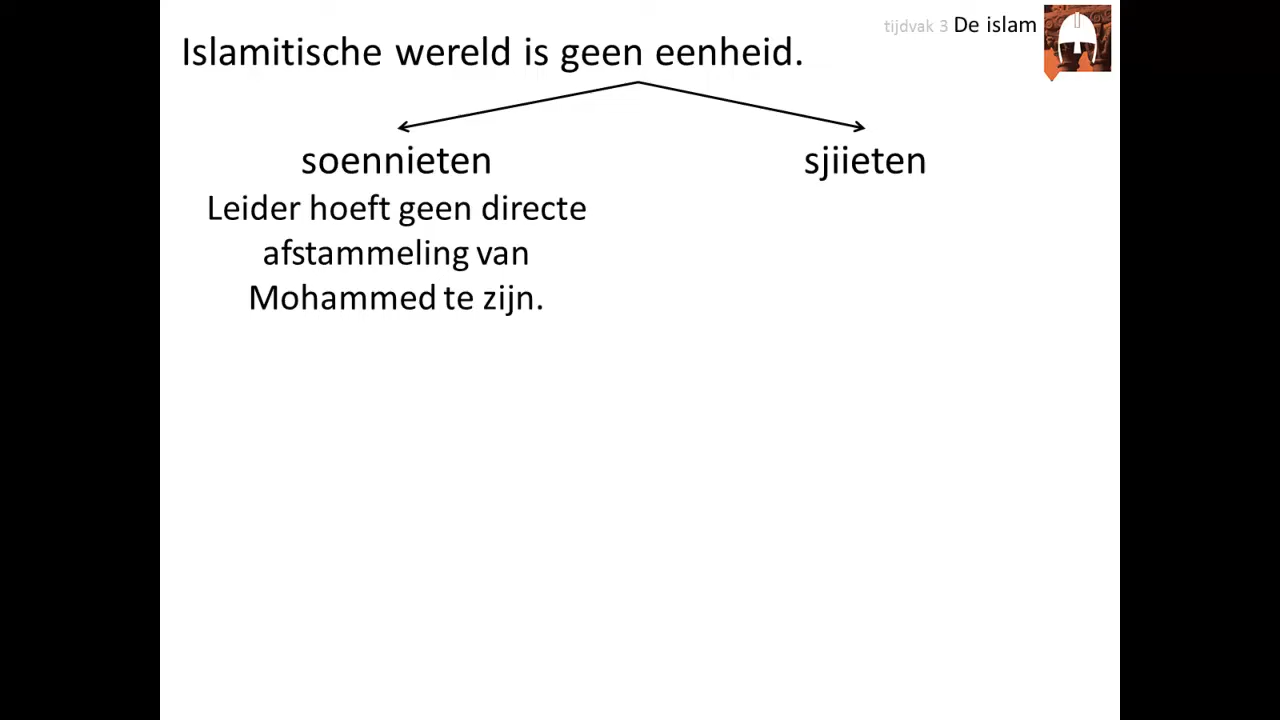 tijdvak 3 De islam
Islamitische wereld is geen eenheid.
soennieten
sjiieten
Leider hoeft geen directe
afstammeling van
Mohammed te zijn.